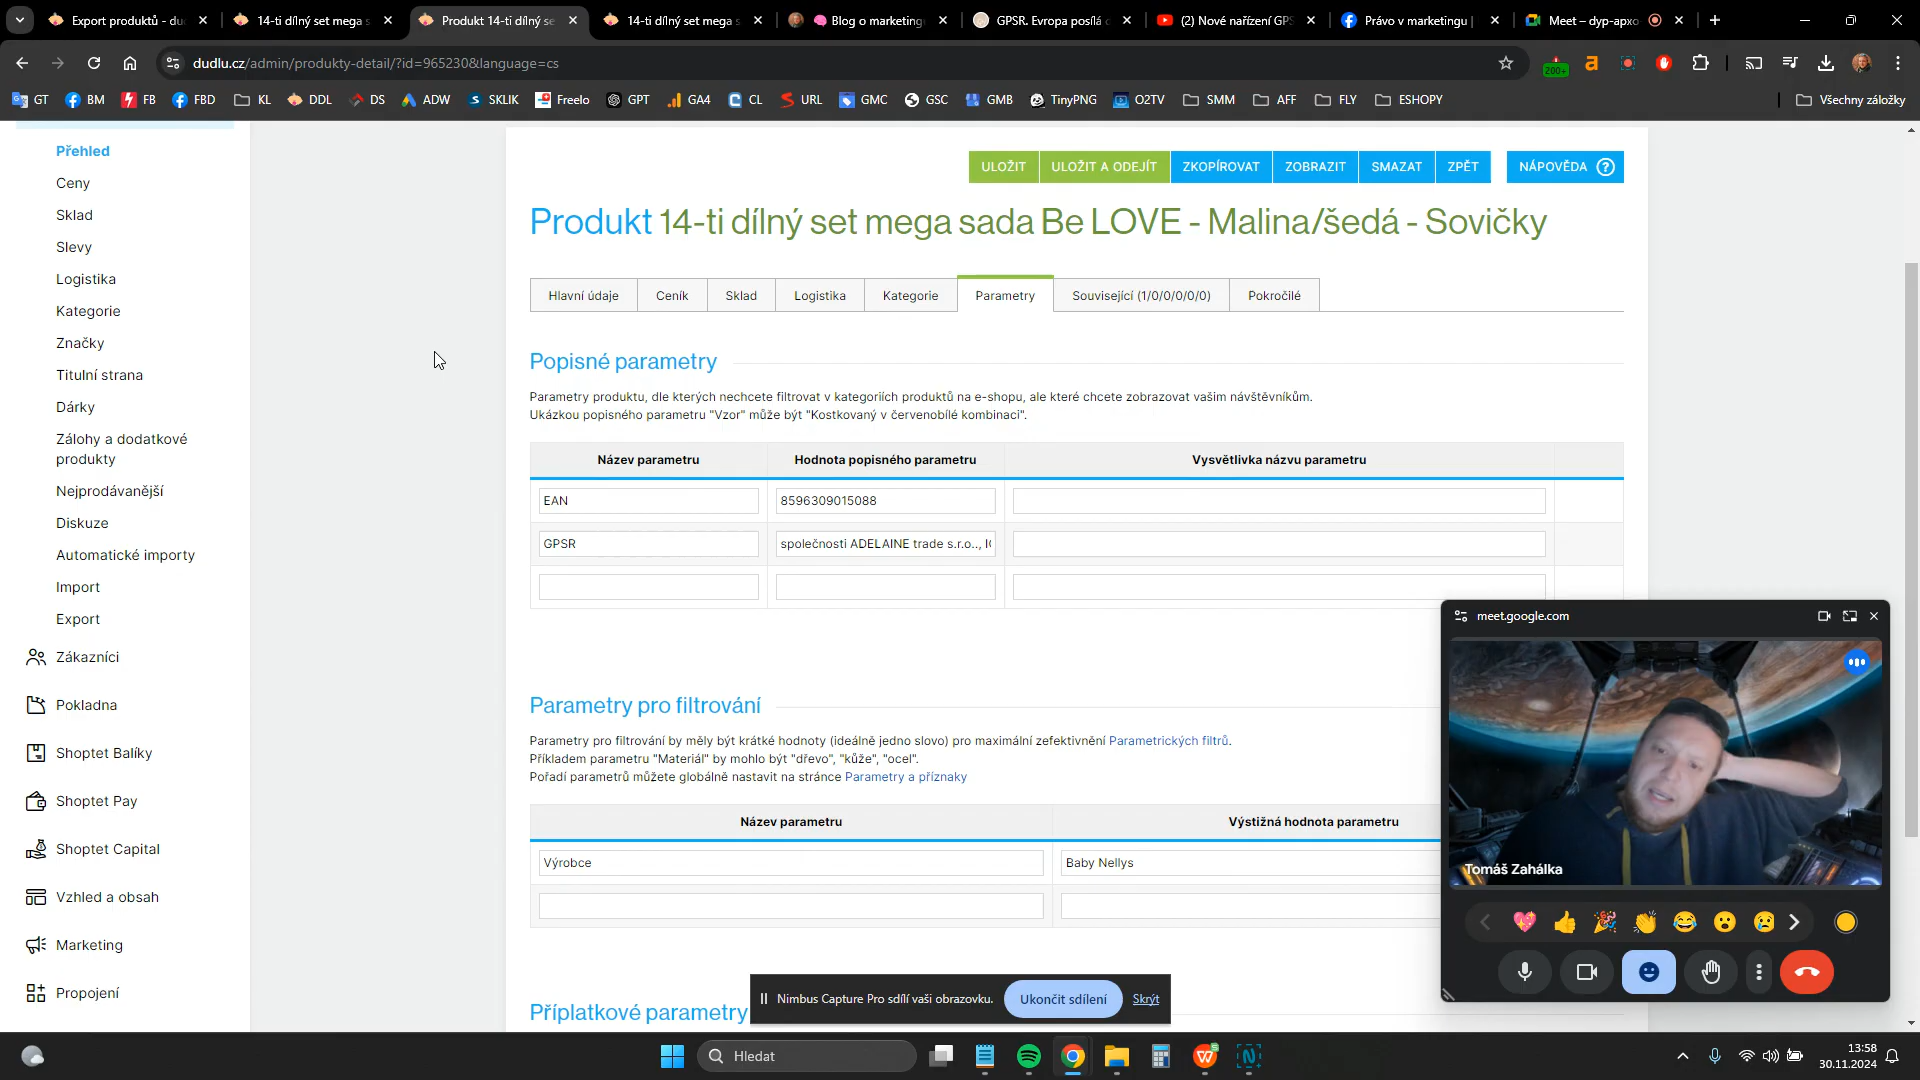 Export produktů - du
14-ti dílný set mega s
Produkt 14-ti dílný se
14-ti dílný set mega s
Blog o marketing
GPSR. Evropa posílá
(2) Nové nařízení GPS
Právo v marketingu |
Meet – dyp-apxo
dudlu.cz/admin/produkty-detail/?id=965230&language=cs
200+
GT
BM
FB
FBD
KL
DDL
DS
ADW
SKLIK
Freelo
GPT
GA4
CL
URL
GMC
GSC
GMB
TinyPNG
O2TV
SMM
AFF
FLY
ESHOPY
Všechny záložky
Přehled
Ceny
Sklad
Slevy
Logistika
Kategorie
Značky
Titulní strana
Dárky
Zálohy a dodatkové
produkty
Nejprodávanější
Diskuze
Automatické importy
Import
Export
Zákazníci
Pokladna
Shoptet Balíky
Shoptet Pay
Shoptet Capital
Vzhled a obsah
Marketing
Propojení
ULOŽIT
ULOŽIT A ODEJÍT
ZKOPÍROVAT
ZOBRAZIT
SMAZAT
ZPĚT
NÁPOVĚDA ?
Produkt 14-ti dílný set mega sada Be LOVE - Malina/šedá - Sovičky
Hlavní údaje
Ceník
Sklad
Logistika
Kategorie
Parametry
Související (1/0/0/0/0/0)
Pokročilé
Popisné parametry
Parametry produktu, dle kterých nechcete filtrovat v kategoriích produktů na e-shopu, ale které chcete zobrazovat vašim návštěvníkům.
Ukázkou popisného parametru "Vzor" může být "Kostkovaný v červenobílé kombinaci".
Název parametru
Hodnota popisného parametru
Vysvětlivka názvu parametru
EAN
8596309015088
GPSR
společnosti ADELAINE trade s.r.o.., I
Parametry pro filtrování
Parametry pro filtrování by měly být krátké hodnoty (ideálně jedno slovo) pro maximální zefektivnění Parametrických filtrů.
Příkladem parametru "Materiál" by mohlo být "dřevo", "kůže", "ocel".
Pořadí parametrů můžete globálně nastavit na stránce Parametry a příznaky
Název parametru
Výstižná hodnota parametru
Výrobce
Baby Nellys
Příplatkové parametry
meet.google.com
Tomáš Zahálka
Nimbus Capture Pro sdílí vaši obrazovku.
Ukončit sdílení
Skrýt
Hledat
13:58
30.11.2024